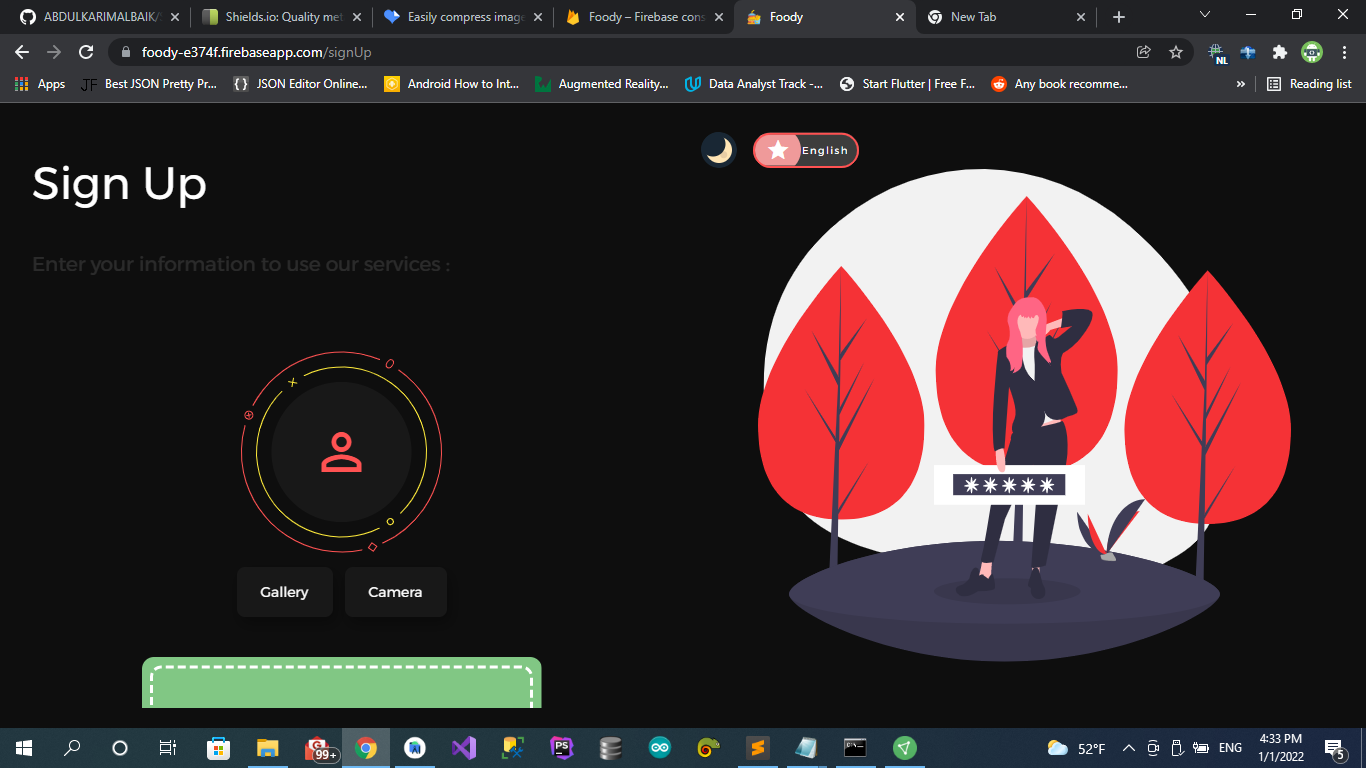 ABDULKARIMALBAIK/
Shields.io: Quality met
Easily compress image
Foody – Firebase cons
Foody
New Tab
foody-e374f.firebaseapp.com/signUp
NL
Apps
JF Best JSON Pretty Pr...
JSON Editor Online...
Android How to Int...
Augmented Reality...
Data Analyst Track -...
Start Flutter | Free F...
Any book recomme...
»
Reading list
English
Sign Up
Enter your information to use our services :
Gallery
Camera
99+
PS
52°F
ENG
4:33 PM
1/1/2022
5